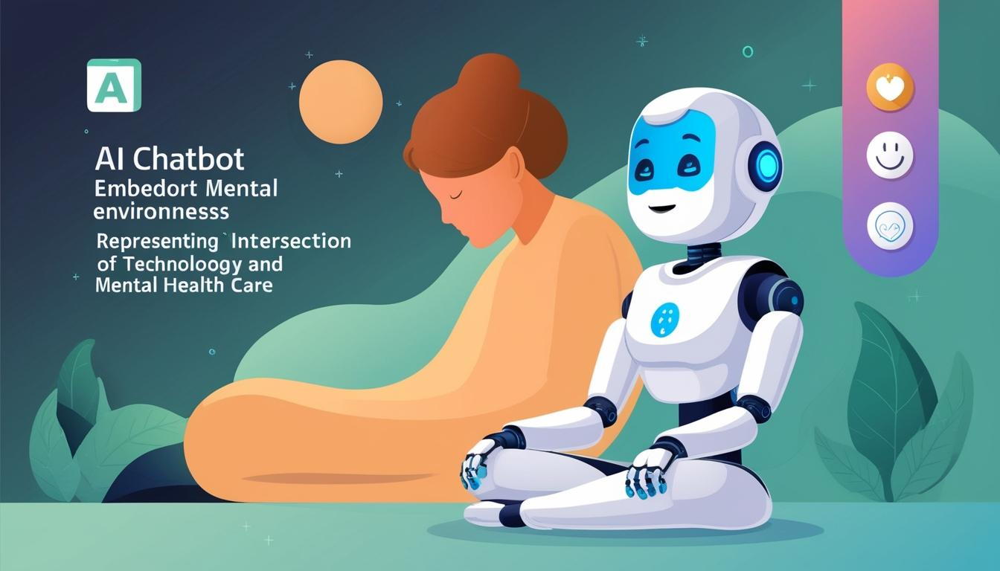 A
AI Chatbot
Embedort Mental
environnesss
Representing `Intersection
of Technoloogy and
Mental Health Care